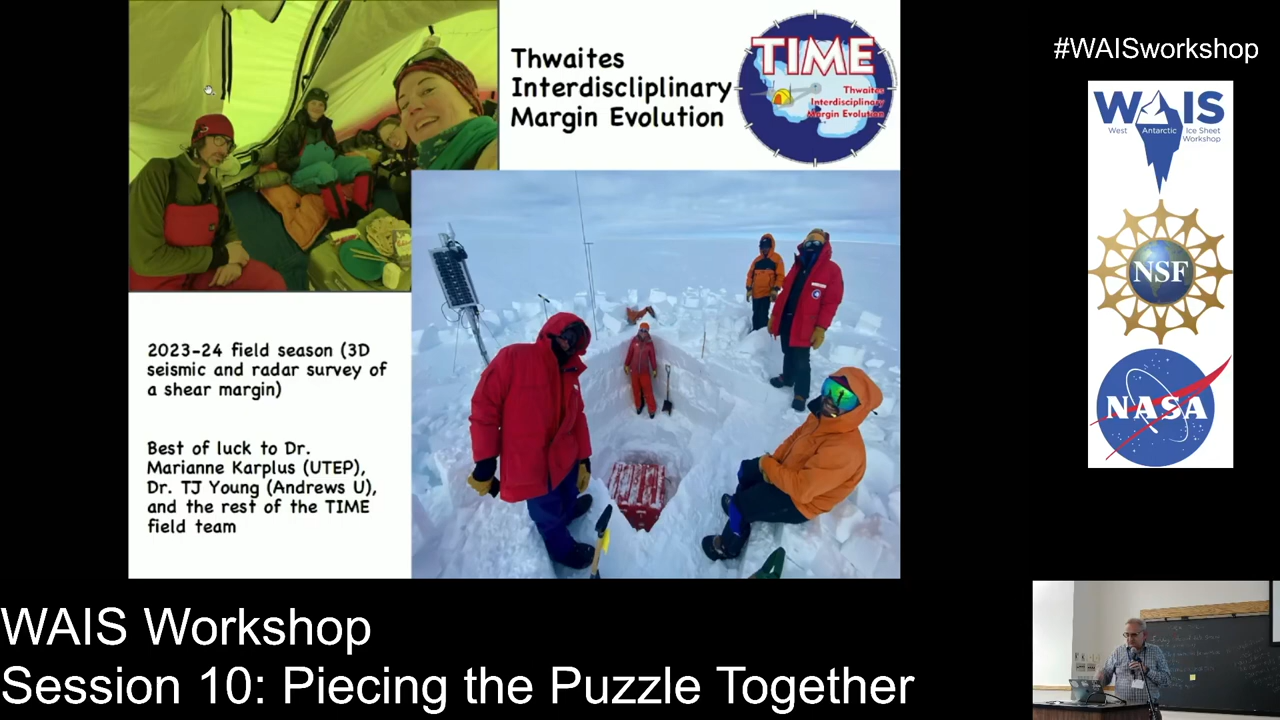 Thwaites
Interdiscliplinary
Margin Evolution
TIME
Thwaites
Interdisciplinary
Margin Evolution
2023-24 field season (3D
seismic and radar survey of
a shear margin)
Best of luck to Dr.
Marianne Karplus (UTEP),
Dr. TJ Young (Andrews U),
and the rest of the TIME
field team
#WAISworkshop
WAIS
West Antarctic Ice Sheet
Workshop
NSF
NASA
WAIS Workshop
Session 10: Piecing the Puzzle Together